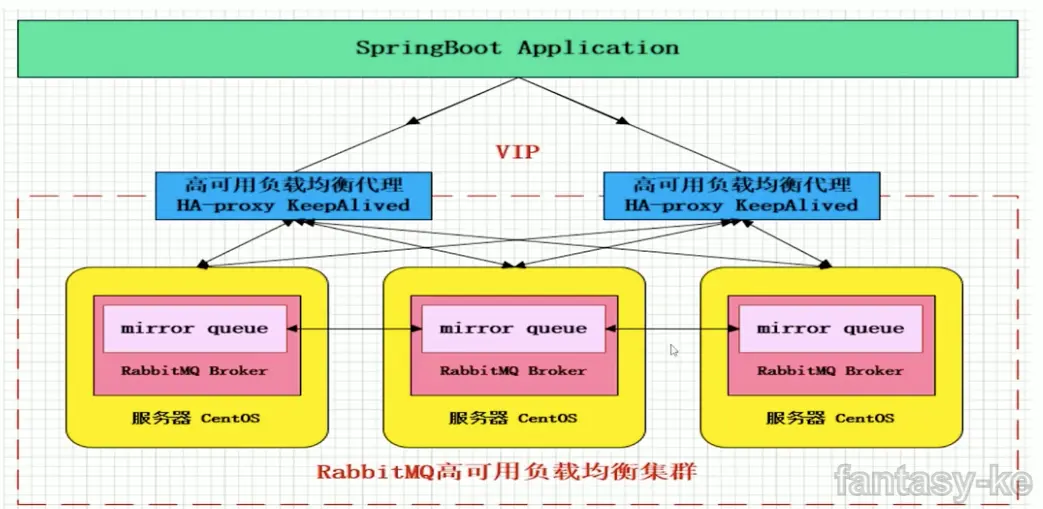 SpringBoot Application
VIP
高可用负载均衡代理
HA-proxy KeepAlived
高可用负载均衡代理
HA-proxy KeepAlived
mirror queue
RabbitMQ Broker
服务器 CentOS
mirror queue
RabbitMQ Broker
服务器 CentOS
mirror queue
RabbitMQ Broker
服务器 CentOS
RabbitMQ高可用负载均衡集群
fantasy-ke